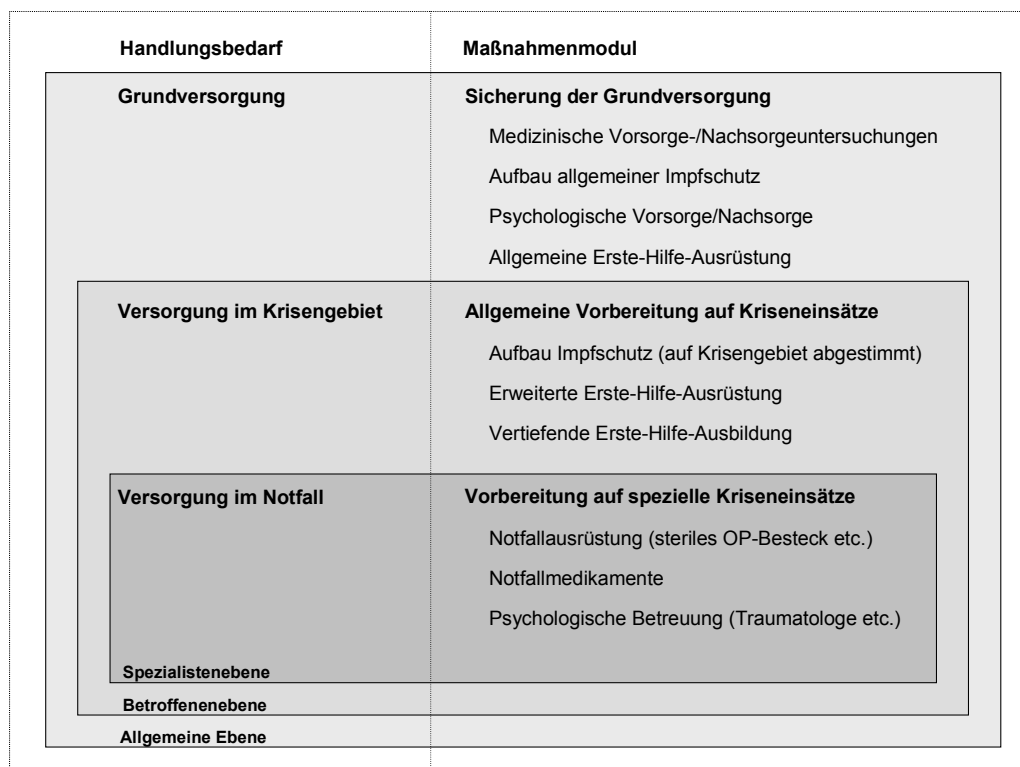 Handlungsbedarf Maßnahmenmodul
Grundversorgung Sicherung der Grundversorgung
Medizinische Vorsorge-/Nachsorgeuntersuchungen
Aufbau allgemeiner Impfschutz
Psychologische Vorsorge/Nachsorge
Allgemeine Erste-Hilfe-Ausrüstung
Versorgung im Krisengebiet Allgemeine Vorbereitung auf Kriseneinsätze
Aufbau Impfschutz (auf Krisengebiet abgestimmt)
Erweiterte Erste-Hilfe-Ausrüstung
Vertiefende Erste-Hilfe-Ausbildung
Versorgung im Notfall Vorbereitung auf spezielle Kriseneinsätze
Notfallausrüstung (steriles OP-Besteck etc.)
Notfallmedikamente
Psychologische Betreuung (Traumatologe etc.)
Spezialistenebene
Betroffenenebene
Allgemeine Ebene